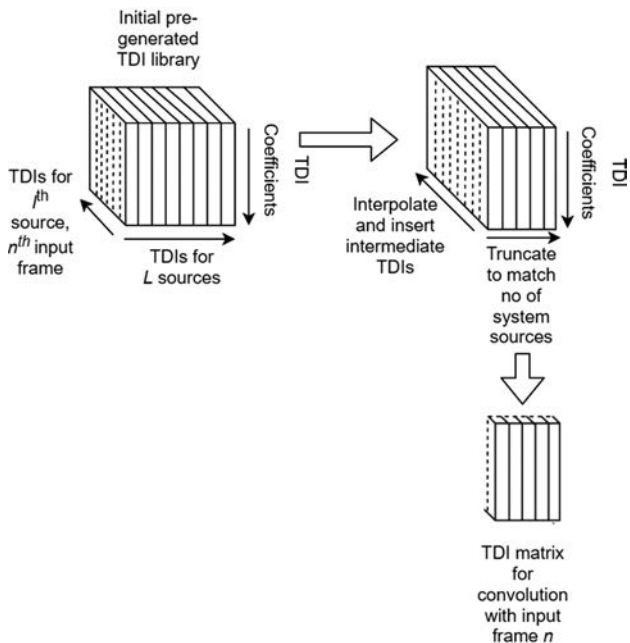 Initial pre-
generated
TDI library
TDIs for
lth
source,
nth input
frame
TDIs for
L sources
Coefficients
TDI
Interpolate
and insert
intermediate
TDIs
Coefficients
TDI
Truncate
to match
no of
system
sources
TDI matrix
for
convolution
with input
frame n